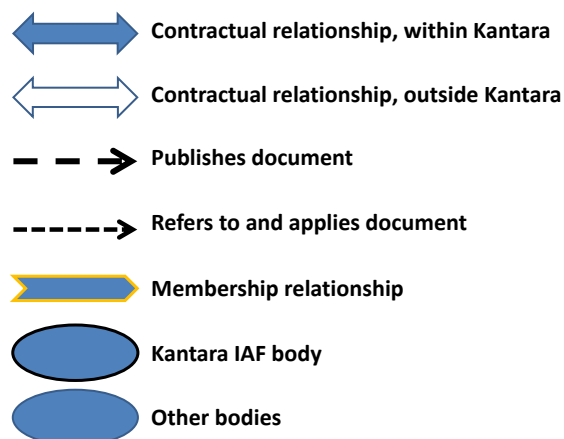 Contractual relationship, within Kantara
Contractual relationship, outside Kantara
Publishes document
Refers to and applies document
Membership relationship
Kantara IAF body
Other bodies